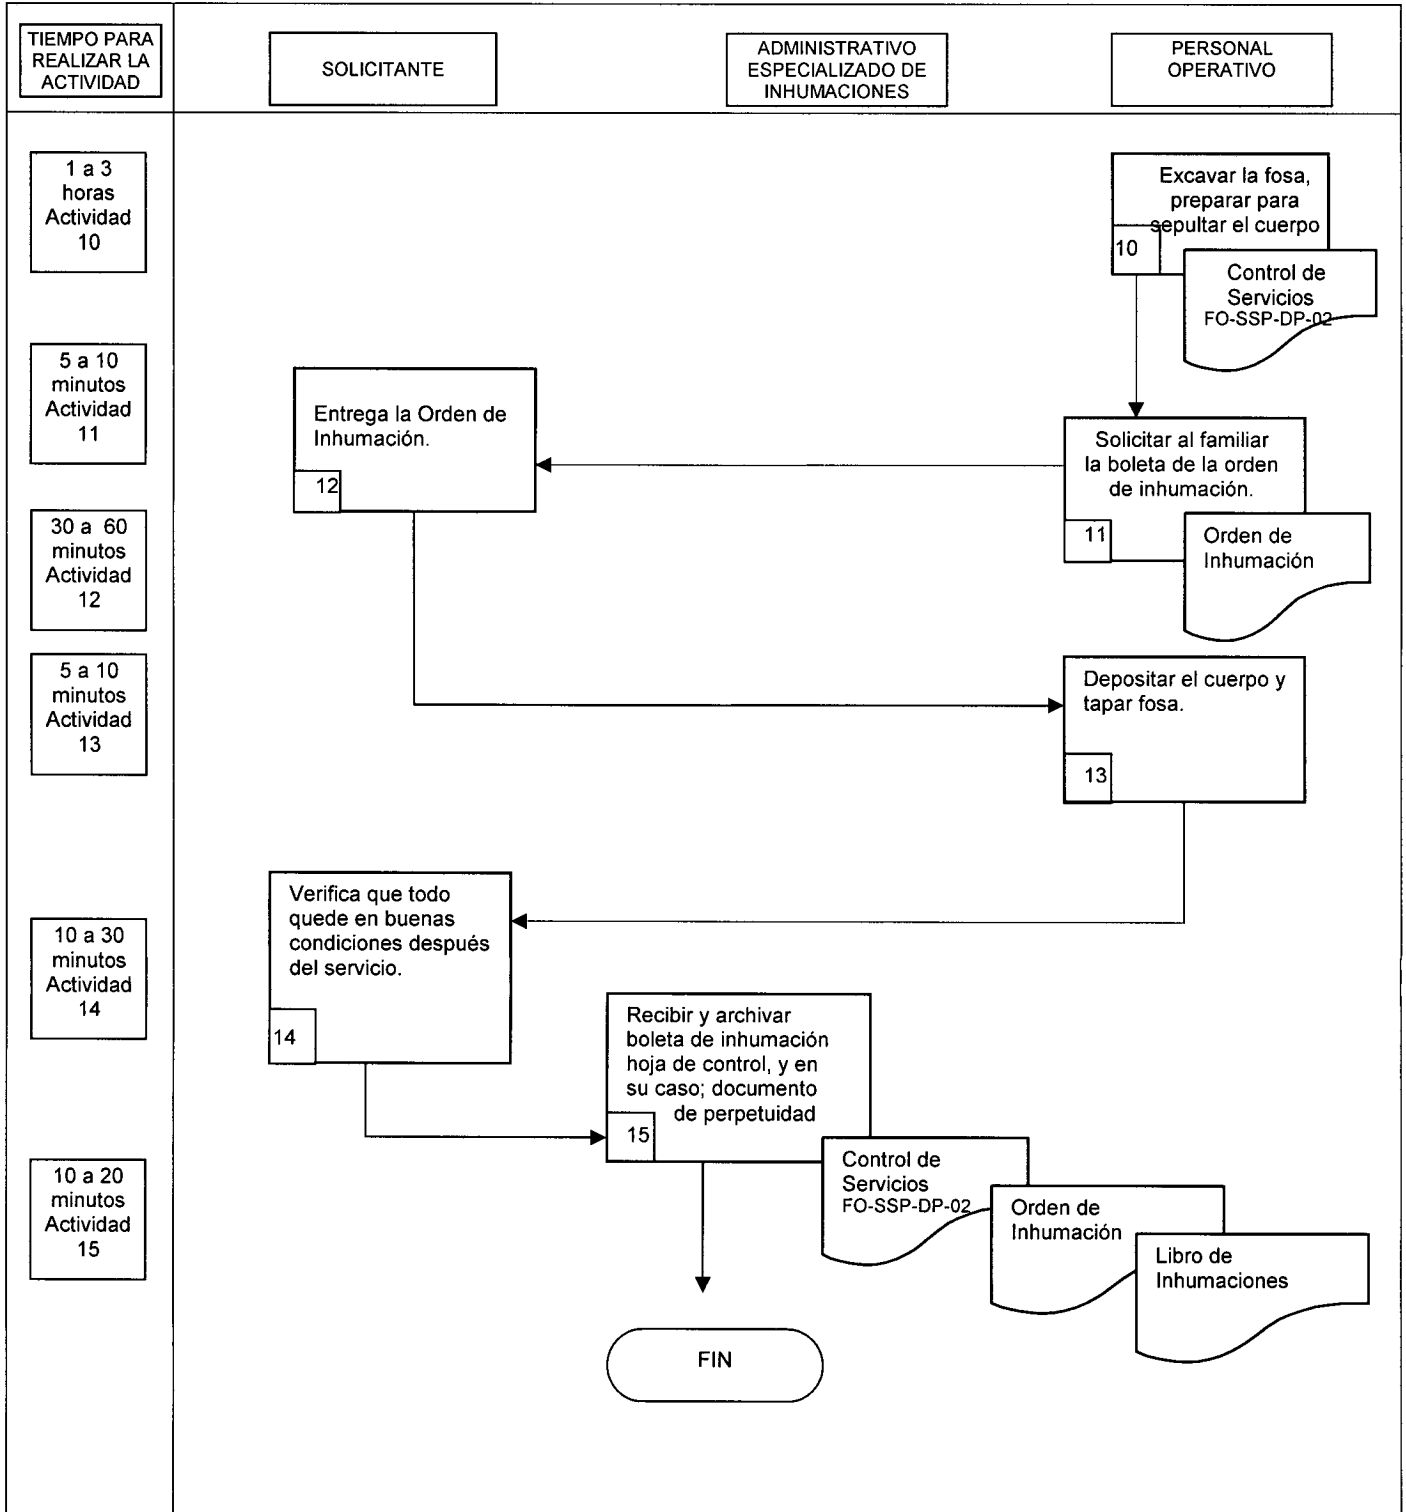 TIEMPO PARA
REALIZAR LA
ACTIVIDAD
SOLICITANTE
ADMINISTRATIVO
ESPECIALIZADO DE
INHUMACIONES
PERSONAL
OPERATIVO
1 a 3
horas
Actividad
10
Excavar la fosa,
preparar para
sepultar el cuerpo
10
Control de
Servicios
FO-SSP-DP-02
5 a 10
minutos
Actividad
11
Entrega la Orden de
Inhumación.
12
Solicitar al familiar
la boleta de la orden
de inhumación.
11
Orden de
Inhumación
30 a 60
minutos
Actividad
12
5 a 10
minutos
Actividad
13
Depositar el cuerpo y
tapar fosa.
13
Verifica que todo
quede en buenas
condiciones después
del servicio.
14
10 a 30
minutos
Actividad
14
Recibir y archivar
boleta de inhumación
hoja de control, y en
su caso; documento
de perpetuidad
15
Control de
Servicios
FO-SSP-DP-02
Orden de
Inhumación
Libro de
Inhumaciones
10 a 20
minutos
Actividad
15
FIN